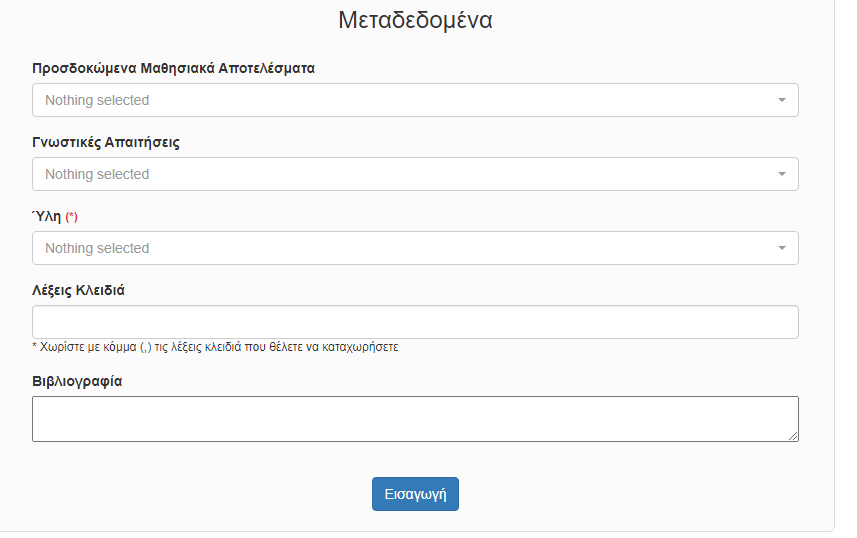 Μεταδεδομένα
Προσδοκώμενα Μαθησιακά Αποτελέσματα
Nothing selected
Γνωστικές Απαιτήσεις
Nothing selected
Ύλη (*)
Nothing selected
Λέξεις Κλειδιά
* Χωρίστε με κόμμα (,) τις λέξεις κλειδιά που θέλετε να καταχωρήσετε
Βιβλιογραφία
Εισαγωγή